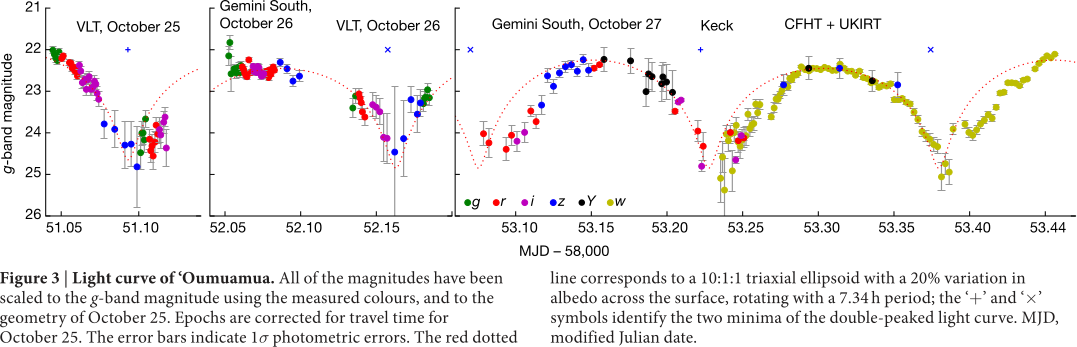 VLT, October 25
Gemini South,
October 26
VLT, October 26
Gemini South, October 27
Keck
CFHT + UKIRT
g-band magnitude
21
22
23
24
25
26
g r i z Y w
51.05 51.10 52.05 52.10 52.15 53.10 53.15 53.20 53.25 53.30 53.35 53.44
MJD – 58,000
Figure 3 | Light curve of ‘Oumuamua. All of the magnitudes have been
scaled to the g-band magnitude using the measured colours, and to the
geometry of October 25. Epochs are corrected for travel time for
October 25. The error bars indicate 1σ photometric errors. The red dotted
line corresponds to a 10:1:1 triaxial ellipsoid with a 20% variation in
albedo across the surface, rotating with a 7.34 h period; the ‘+’ and ‘×’
symbols identify the two minima of the double-peaked light curve. MJD,
modified Julian date.